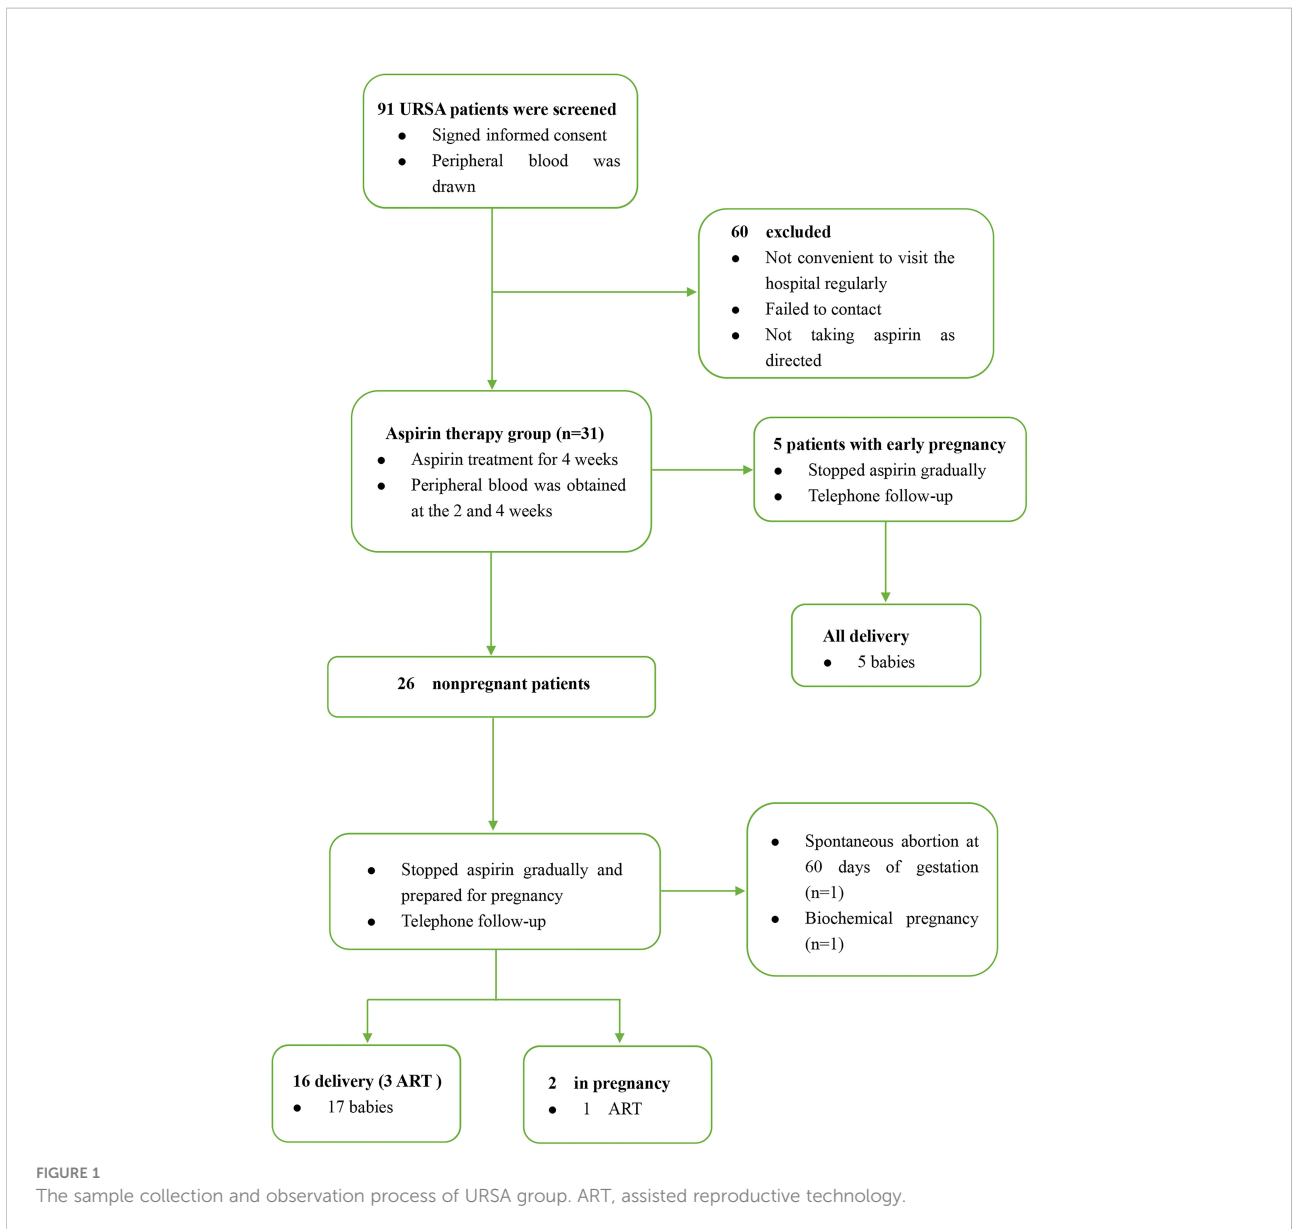 91 URSA patients were screened
● Signed informed consent
● Peripheral blood was
drawn
60 excluded
● Not convenient to visit the
hospital regularly
● Failed to contact
● Not taking aspirin as
directed
Aspirin therapy group (n=31)
● Aspirin treatment for 4 weeks
● Peripheral blood was obtained
at the 2 and 4 weeks
5 patients with early pregnancy
● Stopped aspirin gradually
● Telephone follow-up
All delivery
● 5 babies
26 nonpregnant patients
● Stopped aspirin gradually and
prepared for pregnancy
● Telephone follow-up
● Spontaneous abortion at
60 days of gestation
(n=1)
● Biochemical pregnancy
(n=1)
16 delivery (3 ART )
● 17 babies
2 in pregnancy
● 1 ART
FIGURE 1
The sample collection and observation process of URSA group. ART, assisted reproductive technology.